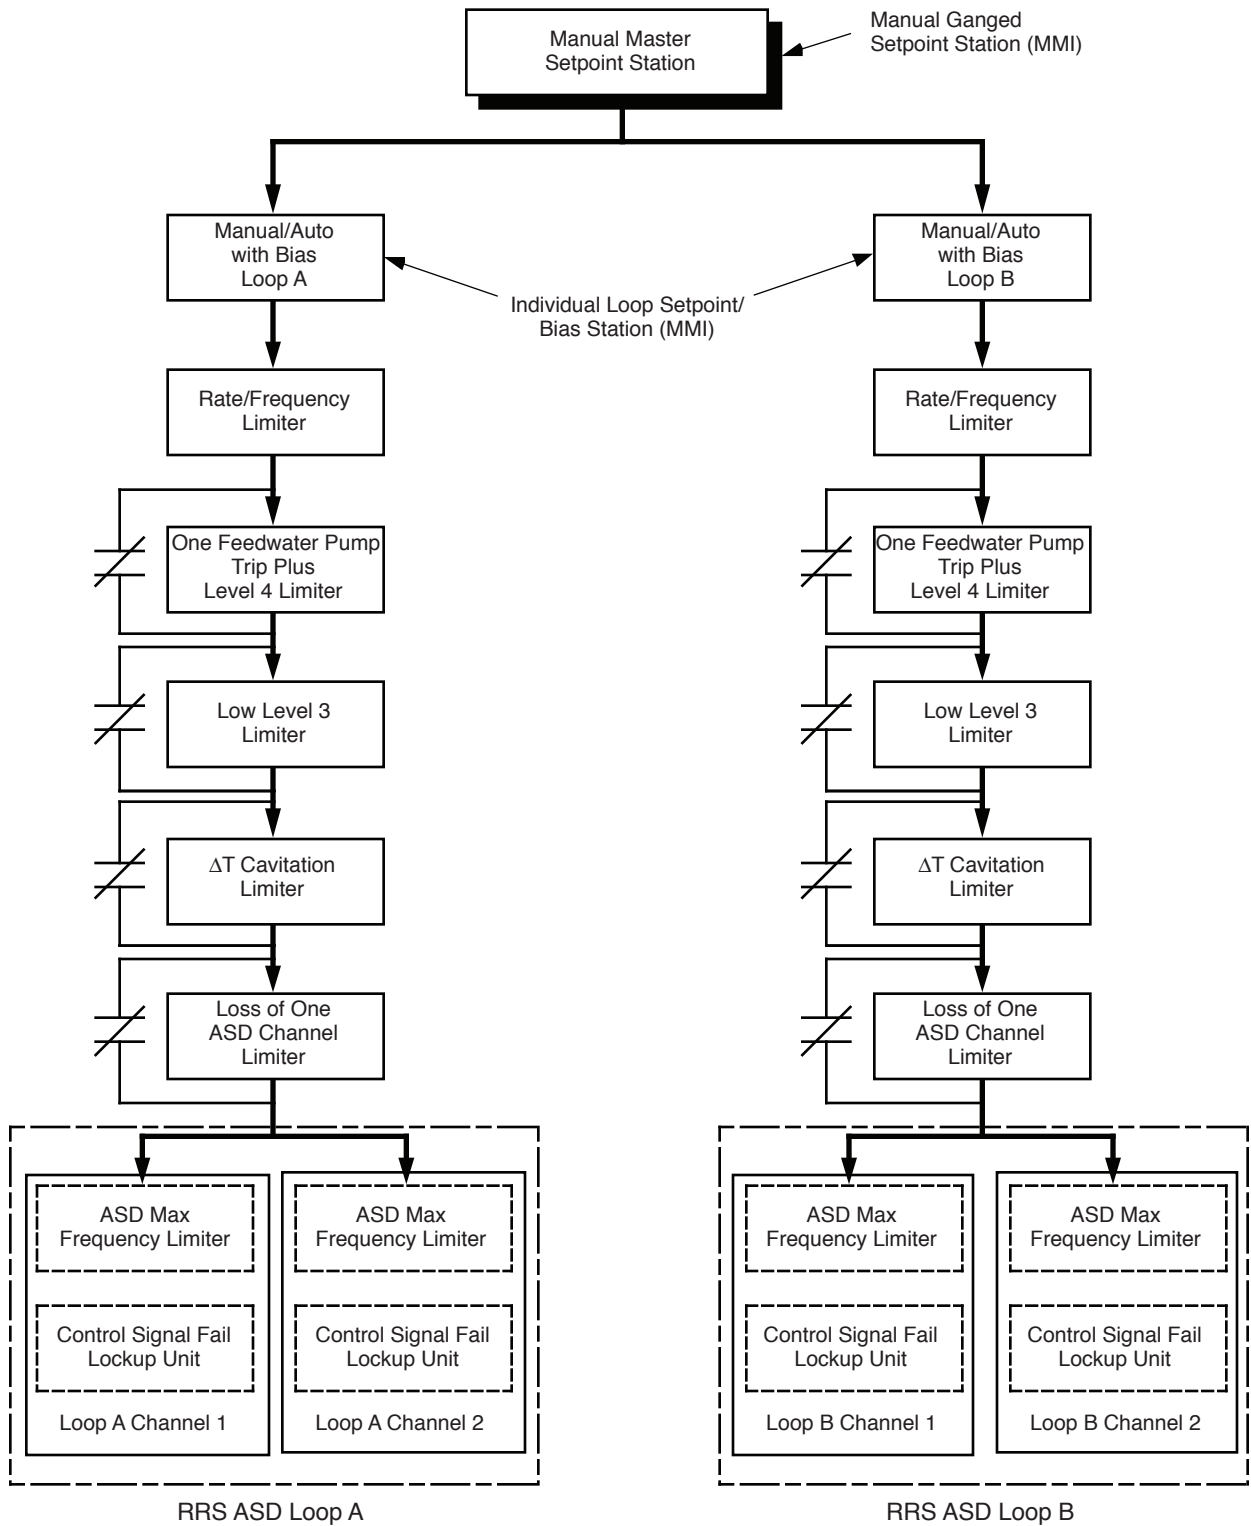 Manual Master
Setpoint Station
Manual Ganged
Setpoint Station (MMI)
Manual/Auto
with Bias
Loop A
Manual/Auto
with Bias
Loop B
Individual Loop Setpoint/
Bias Station (MMI)
Rate/Frequency
Limiter
Rate/Frequency
Limiter
One Feedwater Pump
Trip Plus
Level 4 Limiter
One Feedwater Pump
Trip Plus
Level 4 Limiter
Low Level 3
Limiter
Low Level 3
Limiter
ΔT Cavitation
Limiter
ΔT Cavitation
Limiter
Loss of One
ASD Channel
Limiter
Loss of One
ASD Channel
Limiter
ASD Max
Frequency Limiter
ASD Max
Frequency Limiter
ASD Max
Frequency Limiter
ASD Max
Frequency Limiter
Control Signal Fail
Lockup Unit
Control Signal Fail
Lockup Unit
Control Signal Fail
Lockup Unit
Control Signal Fail
Lockup Unit
Loop A Channel 1
Loop A Channel 2
Loop B Channel 1
Loop B Channel 2
RRS ASD Loop A
RRS ASD Loop B